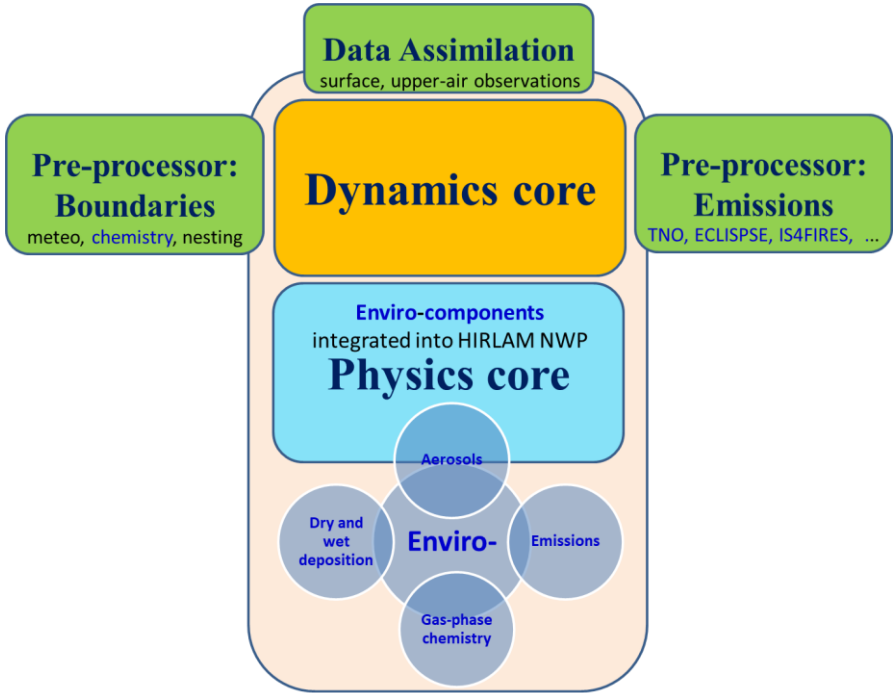 Data Assimilation
surface, upper-air observations
Pre-processor:
Boundaries
meteo, chemistry, nesting
Dynamics core
Pre-processor:
Emissions
TNO, ECLISPSE, IS4FIRES, ...
Enviro-components
integrated into HIRLAM NWP
Physics core
Aerosols
Dry and
wet
deposition
Enviro-
Emissions
Gas-phase
chemistry